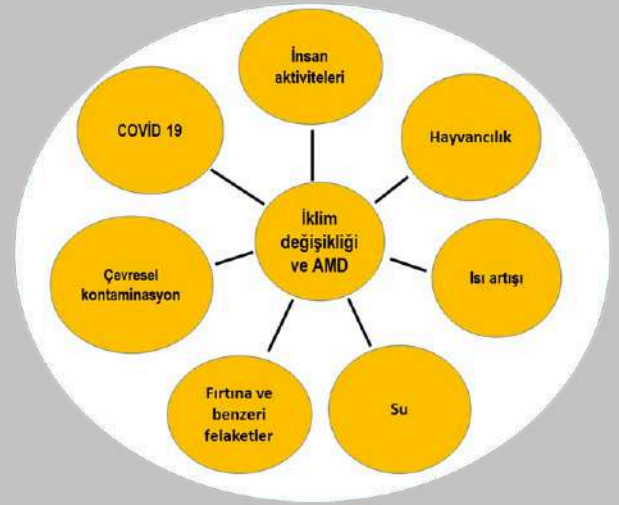 İnsan
aktiviteleri
COVİD 19
Hayvancılık
İklim
değişikliği
ve AMD
Çevresel
kontaminasyon
Isı artışı
Fırtına ve
benzeri
felaketler
Su